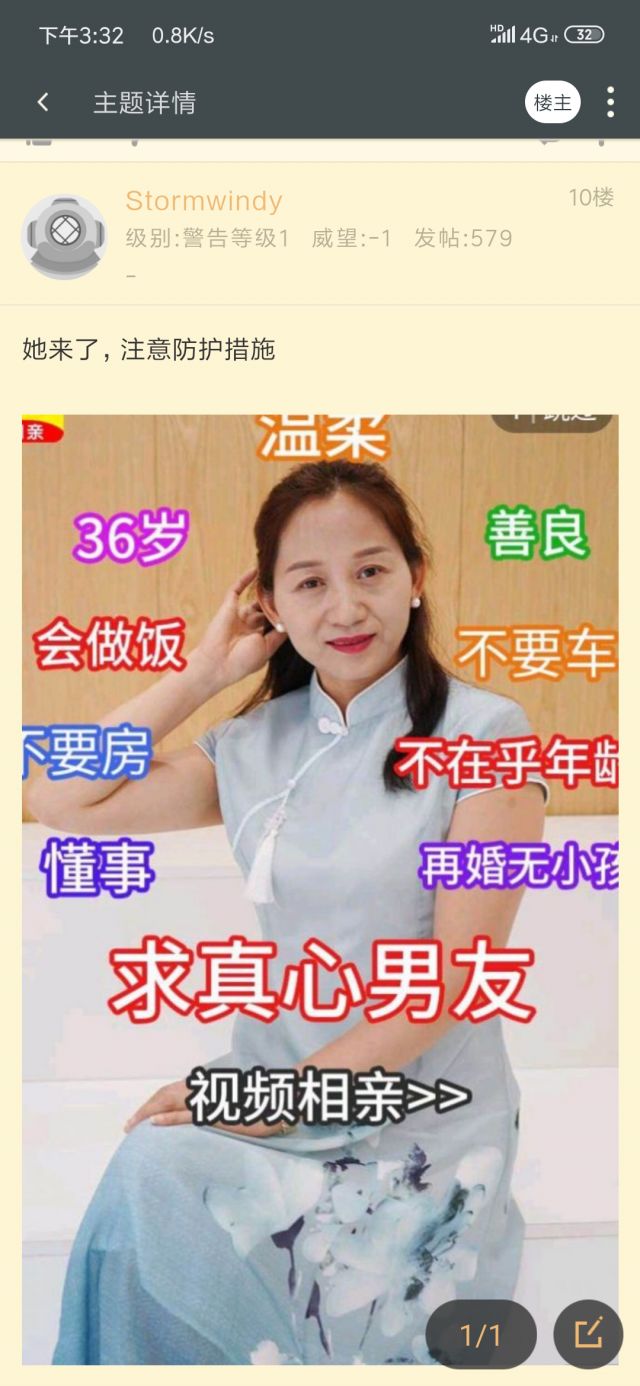 下午3:32 0.8K/s HD 4G 32
主题详情 楼主
Stormwindy 10楼
级别:警告等级1 威望:-1 发帖:579
-
她来了,注意防护措施
亲
温柔
36岁 善良
会做饭 不要车
不要房 不在乎年龄
懂事 再婚无小孩
求真心男友
视频相亲>>
1/1